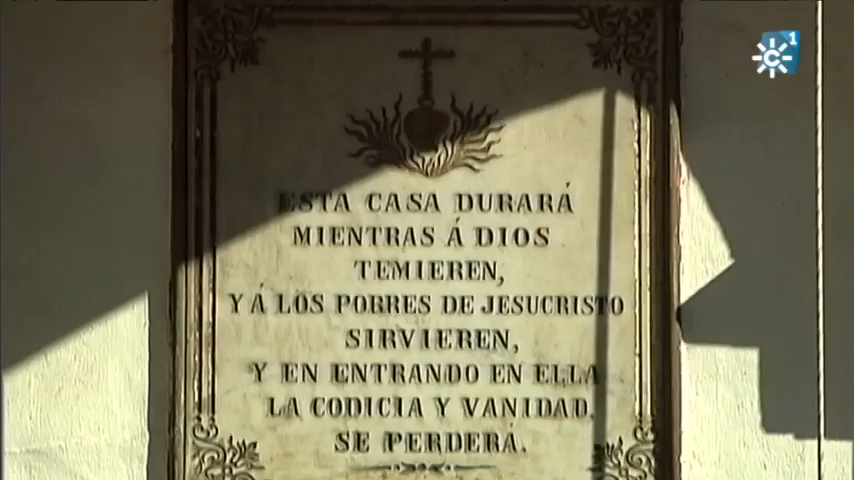 1
ESTA CASA DURARÁ
MIENTRAS Á DIOS
TEMIEREN,
Y Á LOS POBRES DE JESUCRISTO
SIRVIEREN,
Y EN ENTRANDO EN ELLA
LA CODICIA Y VANIDAD,
SE PERDERÁ.